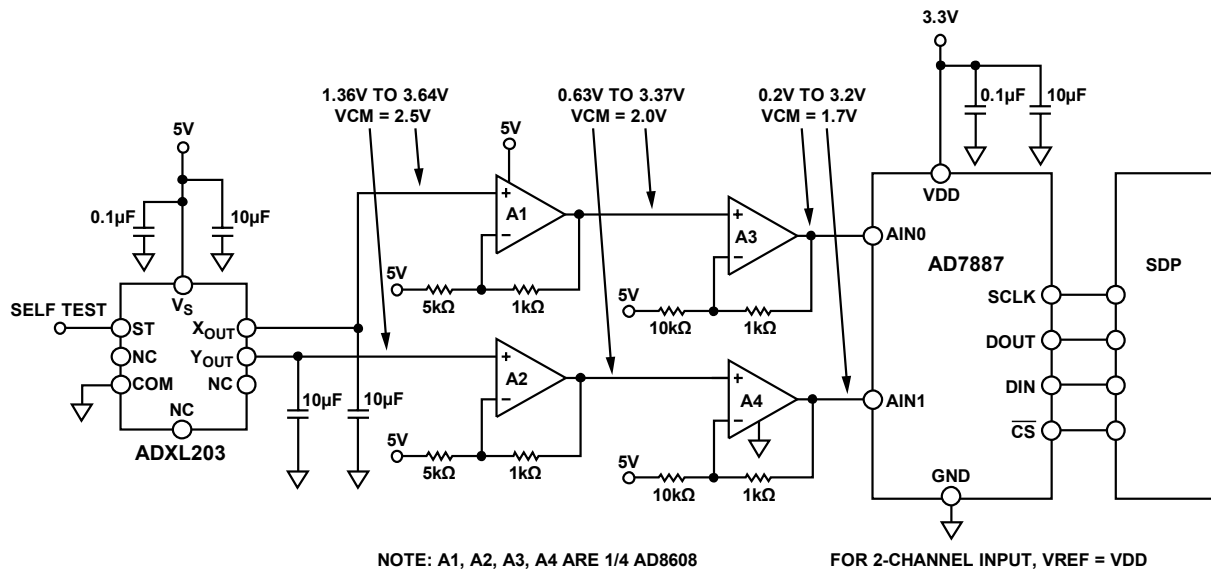 3.3V
1.36V TO 3.64V
VCM = 2.5V
0.63V TO 3.37V
VCM = 2.0V
0.2V TO 3.2V
VCM = 1.7V
0.1µF
10µF
5V
5V
VDD
0.1µF
10µF
+
A1
−
+
A3
−
AIN0
AD7887
SDP
5V
5kΩ
1kΩ
5V
10kΩ
1kΩ
SELF TEST
VS
ST
XOUT
SCLK
NC
YOUT
DOUT
COM
NC
NC
ADXL203
10µF
10µF
+
A2
−
+
A4
−
AIN1
DIN
CS
5V
5kΩ
1kΩ
5V
10kΩ
1kΩ
GND
NOTE: A1, A2, A3, A4 ARE 1/4 AD8608
FOR 2-CHANNEL INPUT, VREF = VDD